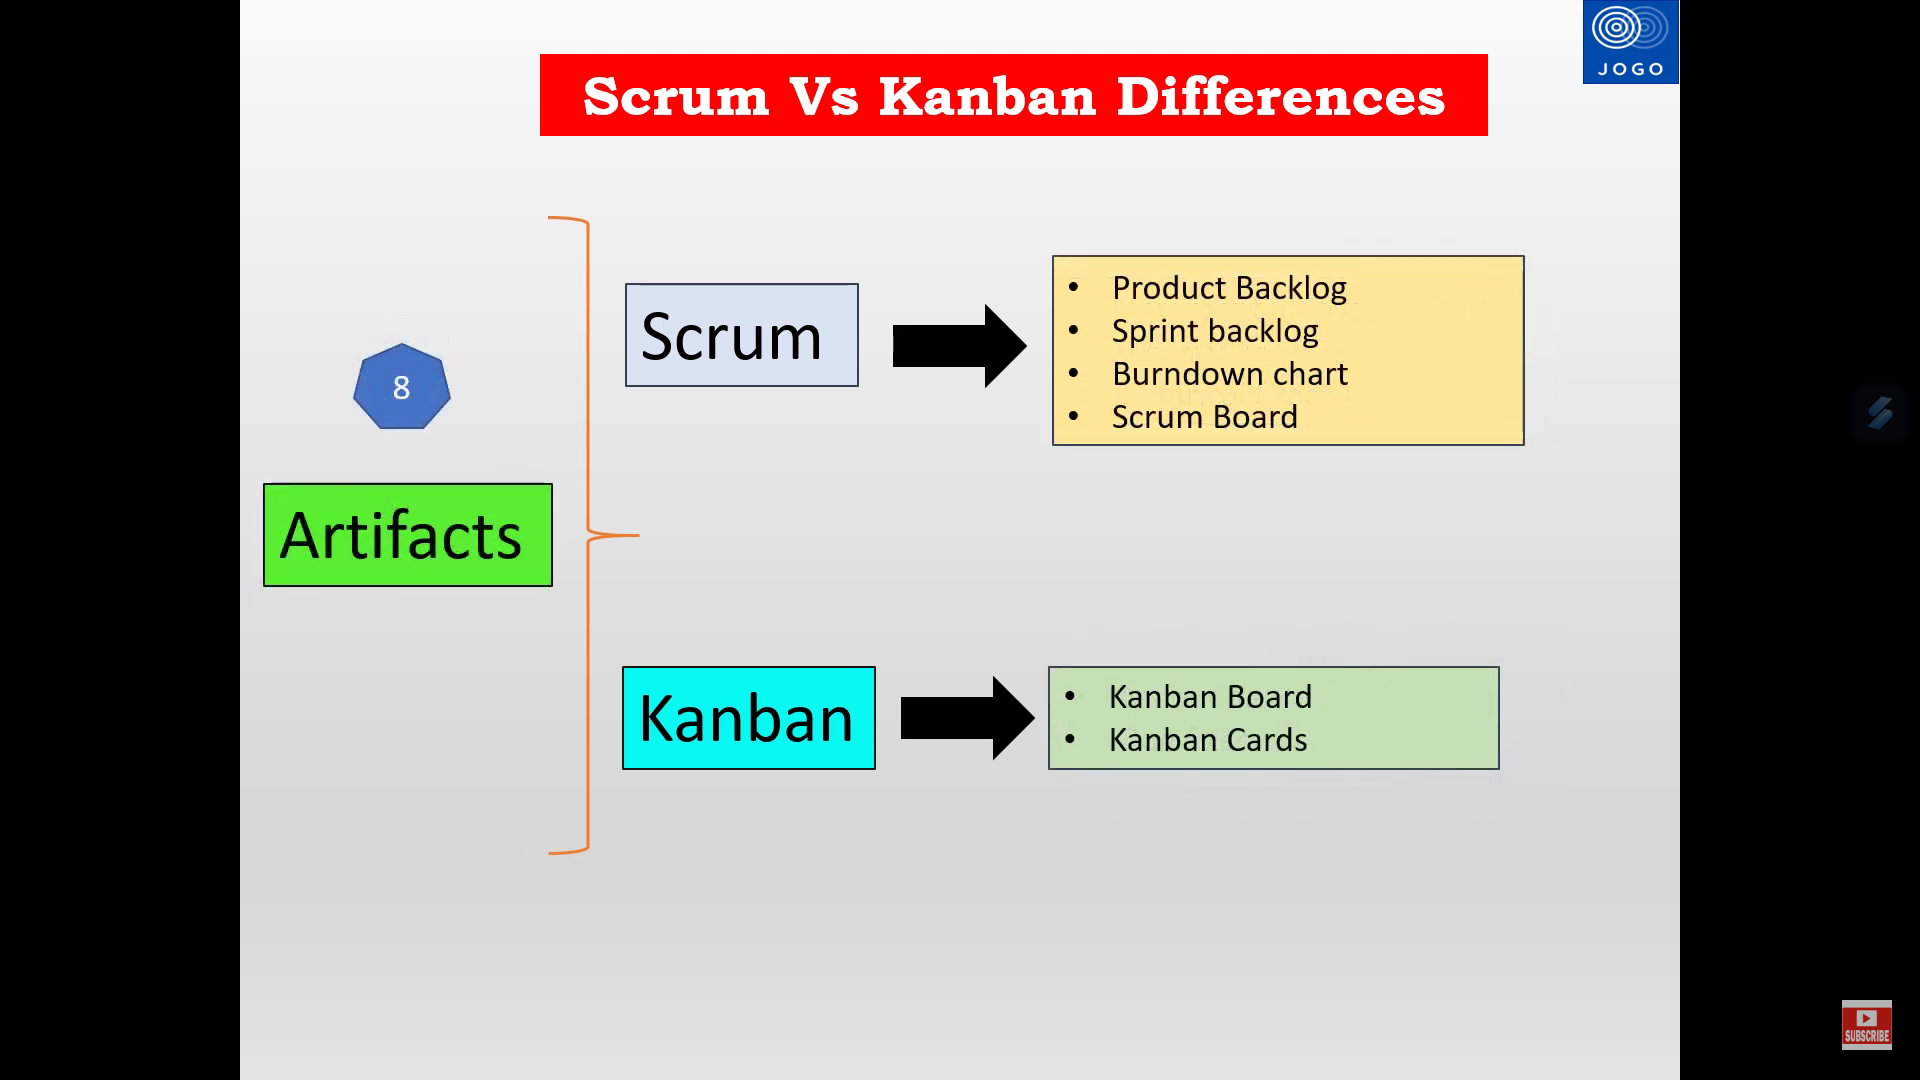 JOGO
Scrum Vs Kanban Differences
8
Artifacts
Scrum
• Product Backlog
• Sprint backlog
• Burndown chart
• Scrum Board
Kanban
• Kanban Board
• Kanban Cards
SUBSCRIBE